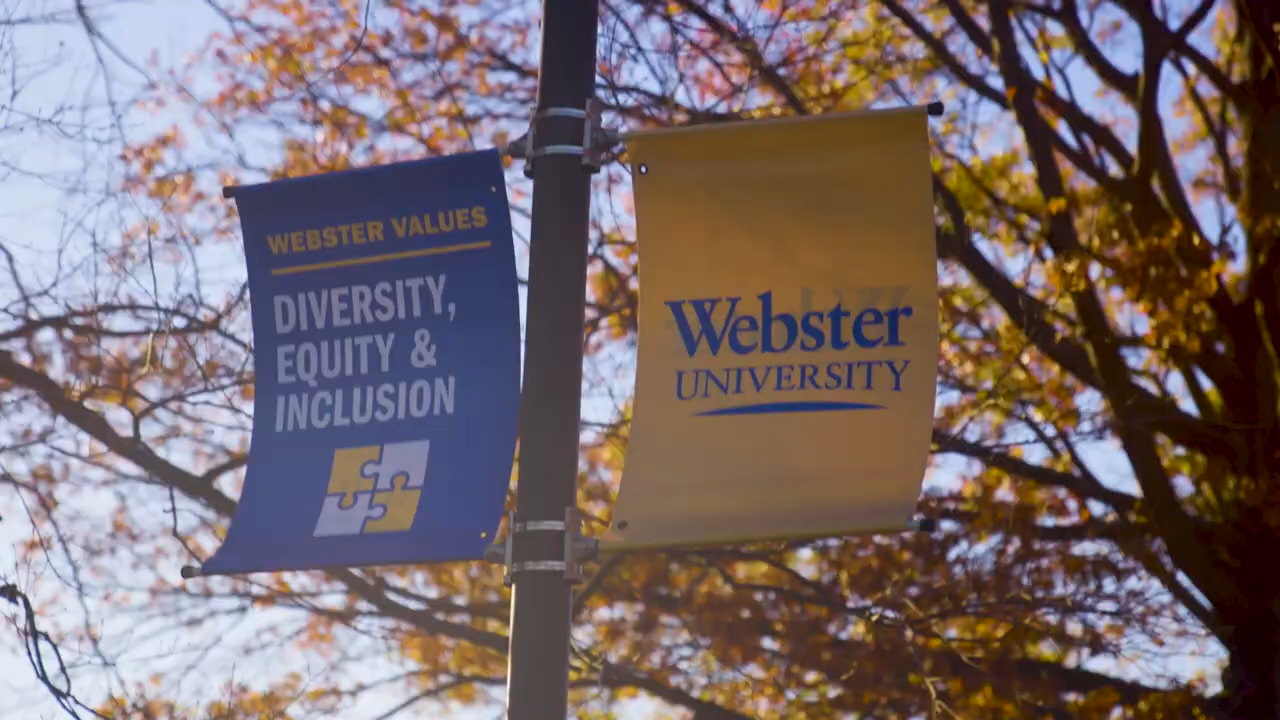 WEBSTER VALUES
DIVERSITY,
EQUITY &
INCLUSION
Webster
UNIVERSITY